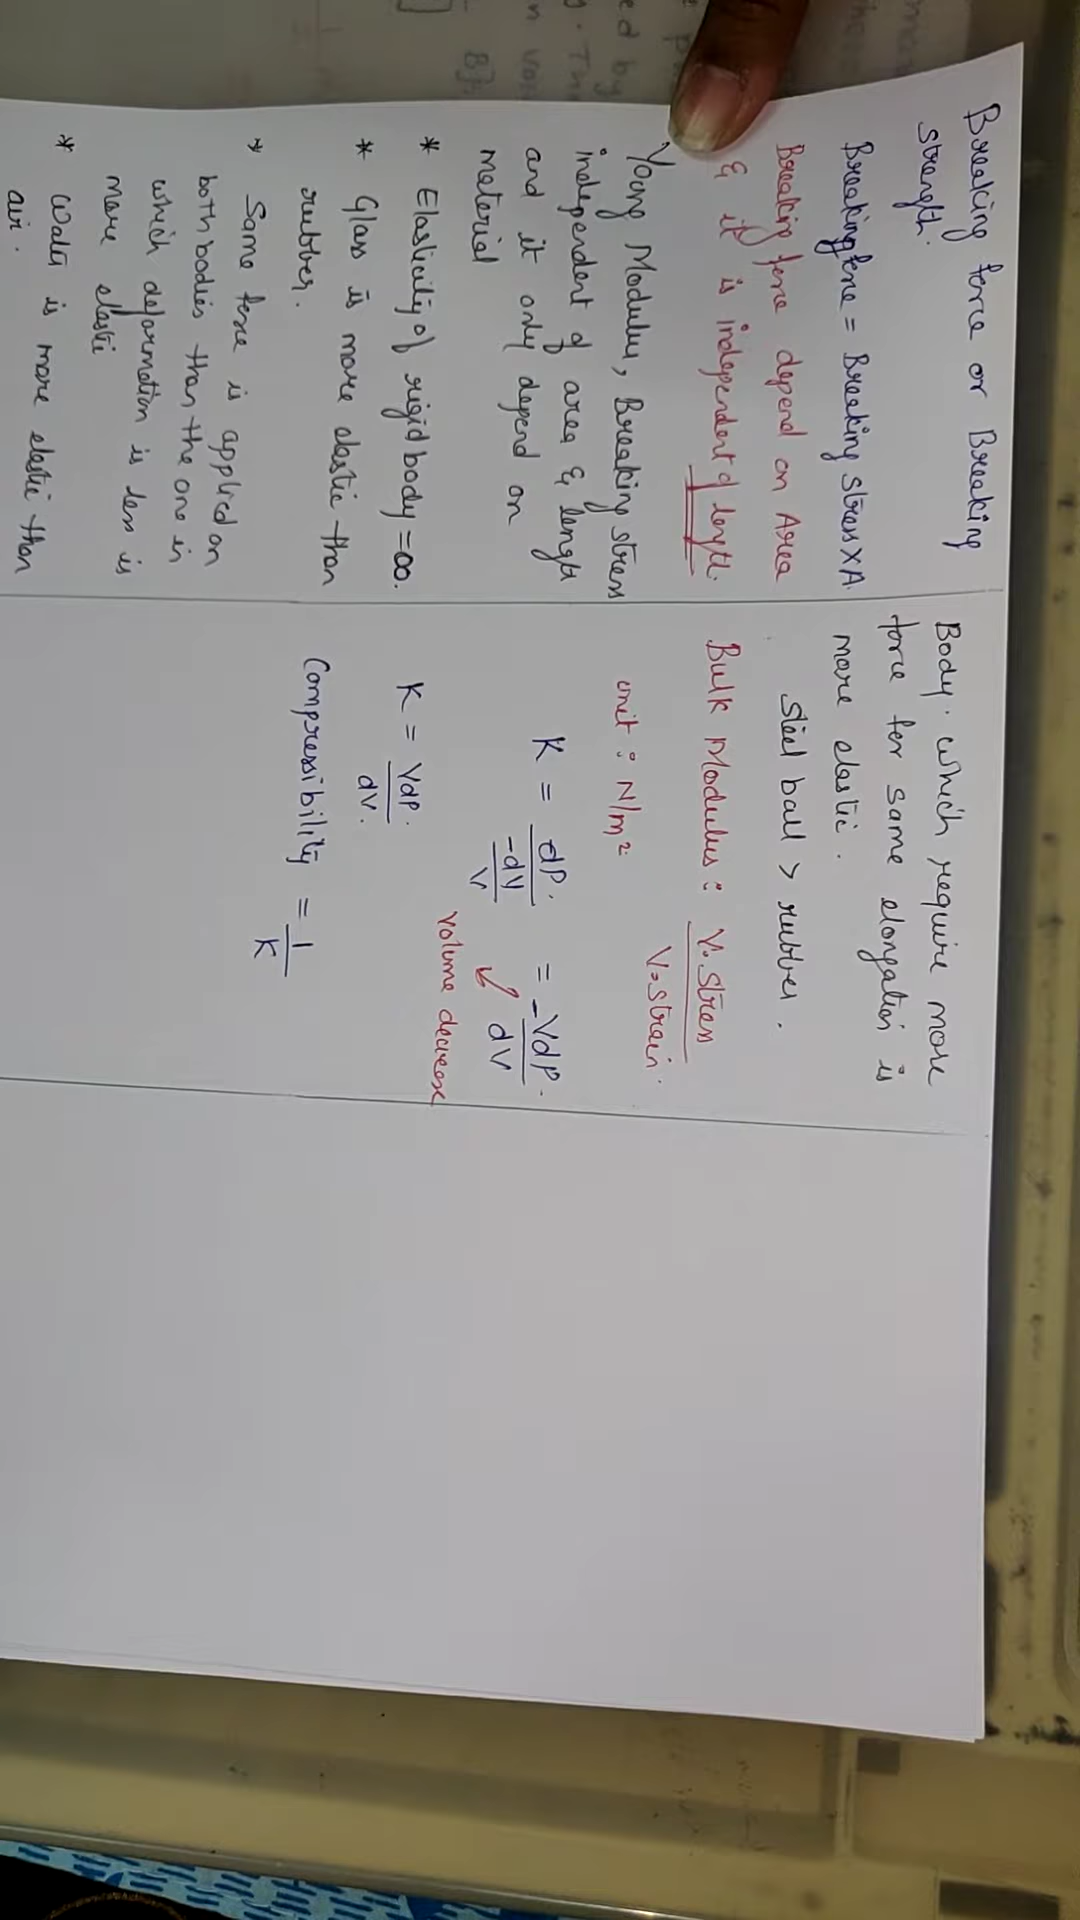 Breaking force or Breaking
strength.
Breaking force = Breaking stress X A.
Breaking force depend on Area
& it is independent of length.
Young Modulus, Breaking stress
independent of area & lenght
and it only depend on
material
* Elasticity of rigid body = ∞.
* Glass is more elastic than
rubber.
* Same force is applied on
both bodies than the one in
which deformation is less is
more elastic
* Water is more elastic than
air.
Body. which require more
force for same elongation is
more elastic.
Steel ball > rubber.
Bulk Modulus: V. Stress
V. Strain.
unit: N/m²
K = dP. = -VdP.
-dV dV
V
volume decrease
K = VdP.
dV.
Compressibility = 1
K